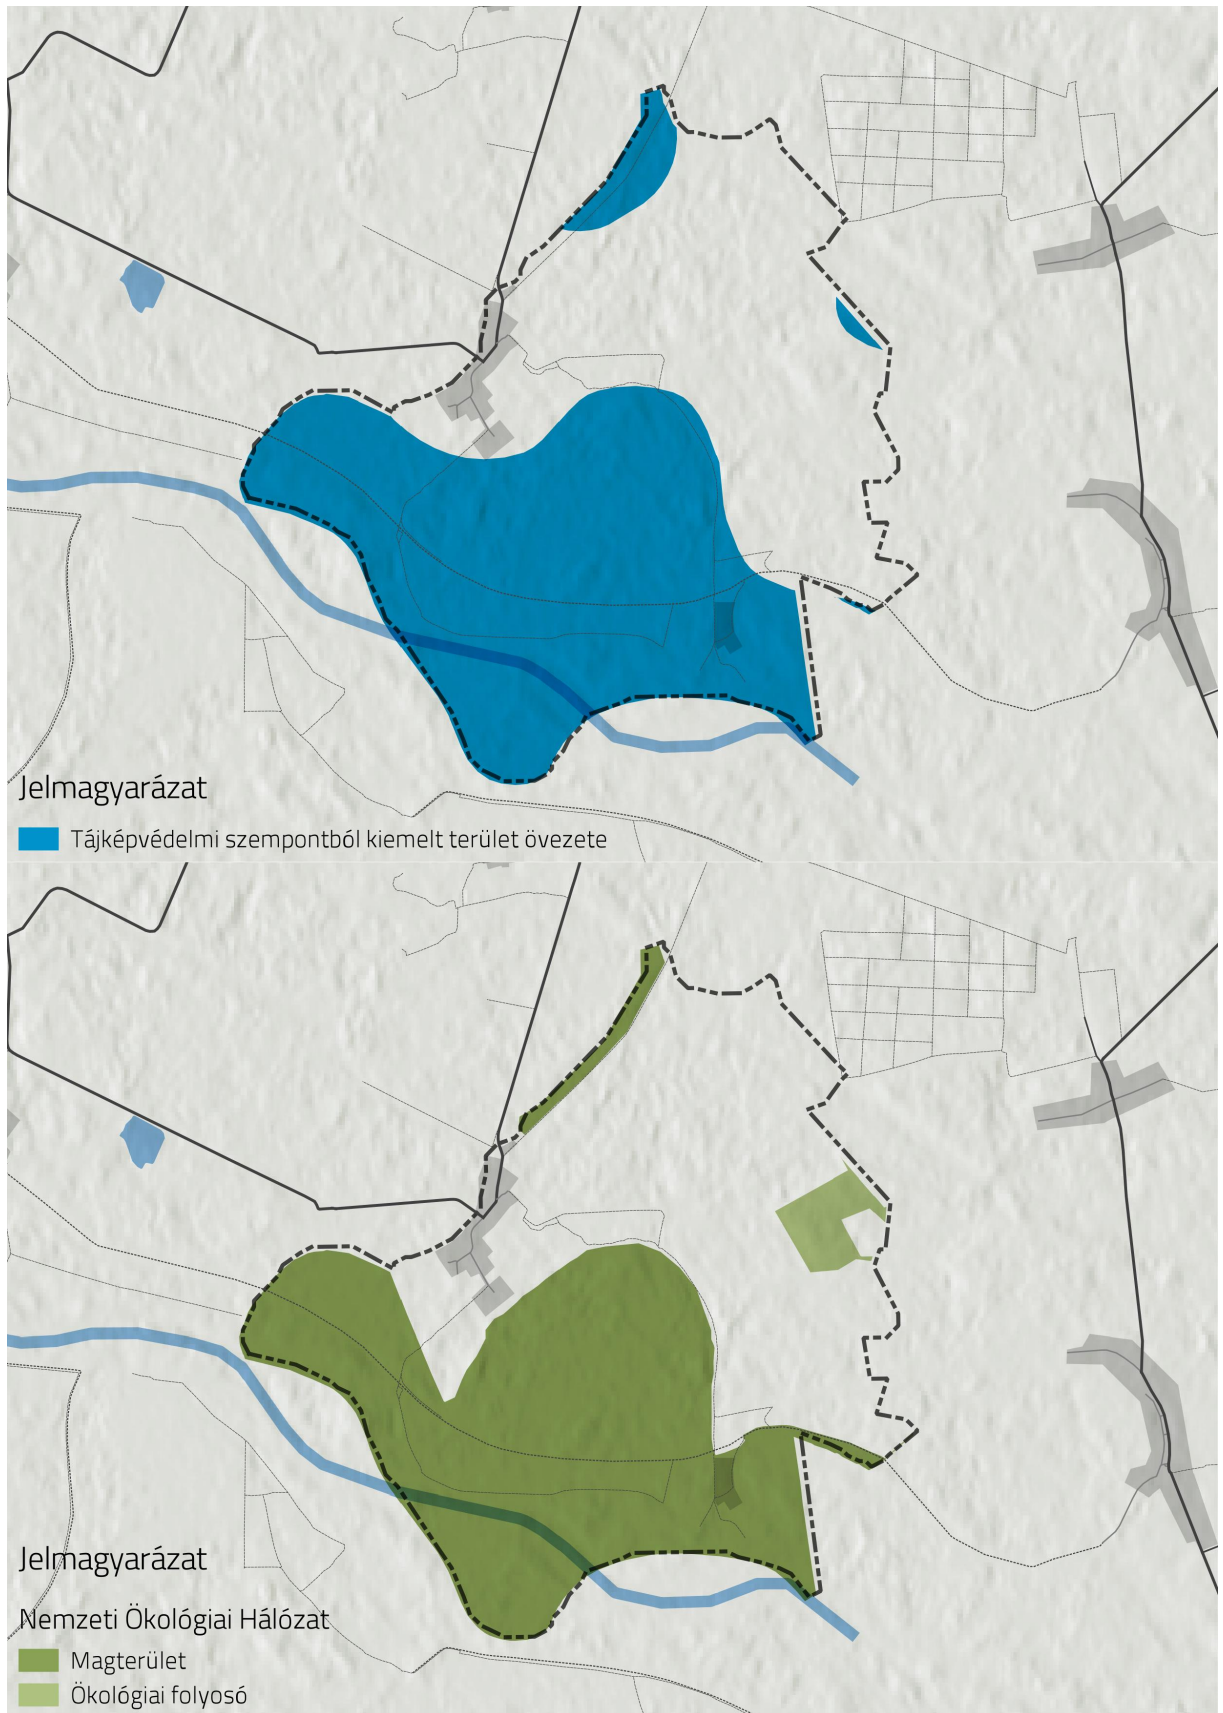 Jelmagyarázat
Tájképvédelmi szempontból kiemelt terület övezete
Jelmagyarázat
Nemzeti Ökológiai Hálózat
Magterület
Ökológiai folyosó